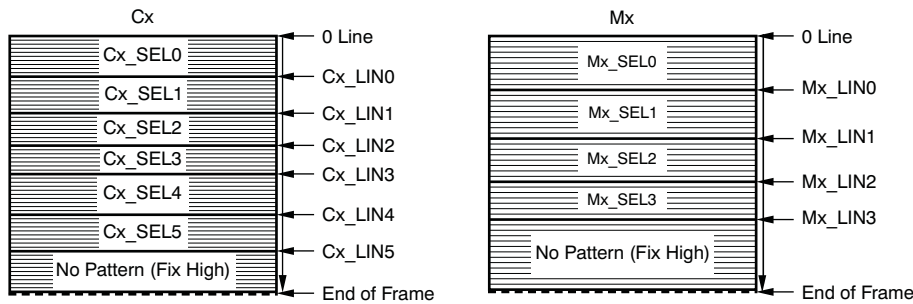 Cx
0 Line
Cx_SEL0
Cx_LIN0
Cx_SEL1
Cx_LIN1
Cx_SEL2
Cx_LIN2
Cx_SEL3
Cx_LIN3
Cx_SEL4
Cx_LIN4
Cx_SEL5
Cx_LIN5
No Pattern (Fix High)
End of Frame
Mx
0 Line
Mx_SEL0
Mx_LIN0
Mx_SEL1
Mx_LIN1
Mx_SEL2
Mx_LIN2
Mx_SEL3
Mx_LIN3
No Pattern (Fix High)
End of Frame